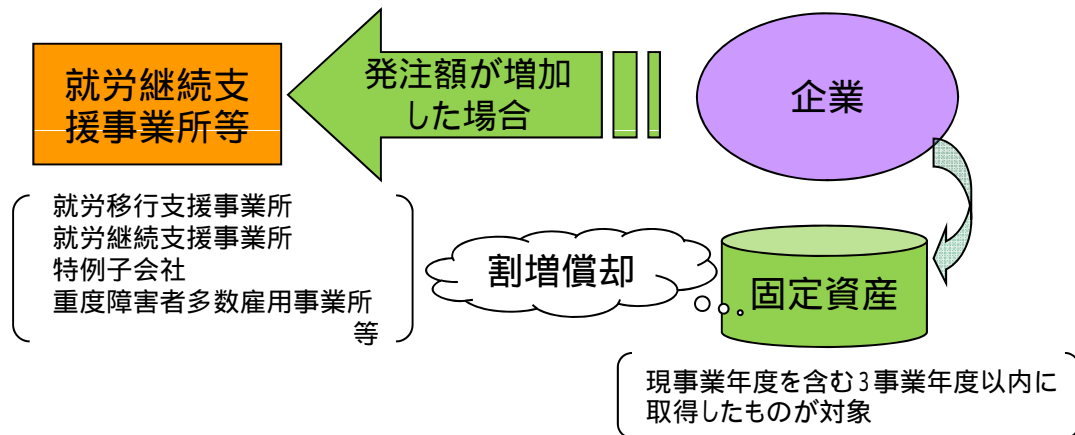 就労継続支
援事業所等
発注額が増加
した場合
企業
就労移行支援事業所
就労継続支援事業所
特例子会社
重度障害者多数雇用事業所
等
割増償却
固定資産
現事業年度を含む3事業年度以内に
取得したものが対象